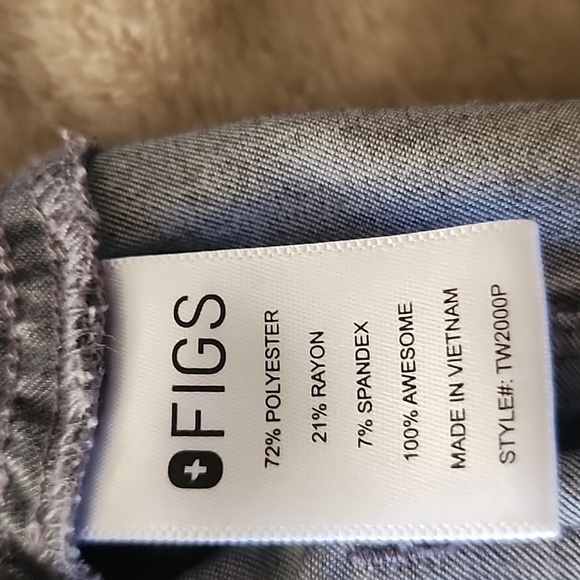 FIGS
72% POLYESTER
21% RAYON
7% SPANDEX
100% AWESOME
MADE IN VIETNAM
STYLE#: TW2000P